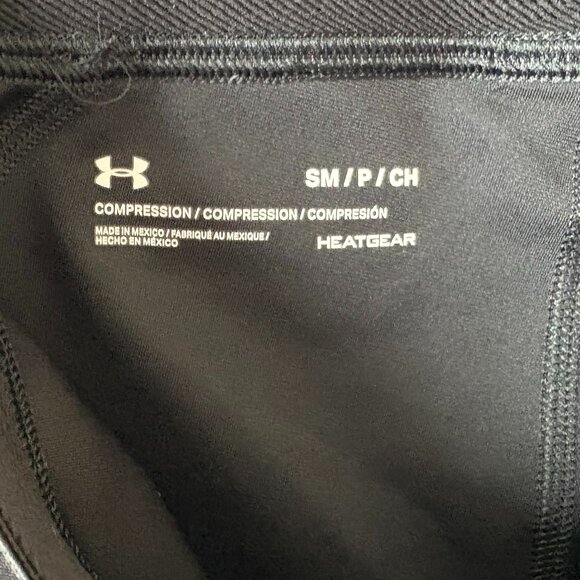 SM / P / CH
COMPRESSION / COMPRESSION / COMPRESIÓN
MADE IN MEXICO / FABRIQUÉ AU MEXIQUE /
HECHO EN MÉXICO
HEATGEAR